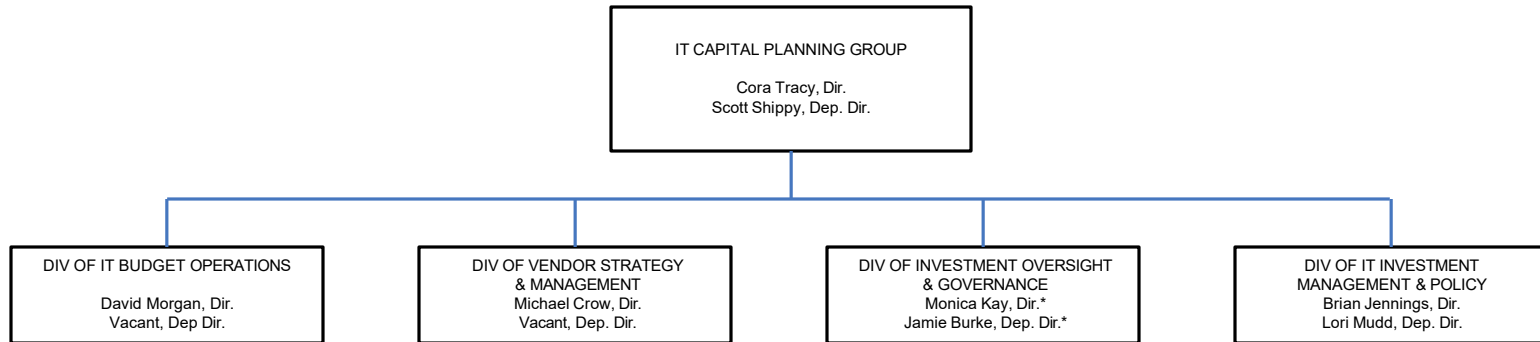 IT CAPITAL PLANNING GROUP
Cora Tracy, Dir.
Scott Shippy, Dep. Dir.
DIV OF IT BUDGET OPERATIONS
David Morgan, Dir.
Vacant, Dep Dir.
DIV OF VENDOR STRATEGY
& MANAGEMENT
Michael Crow, Dir.
Vacant, Dep. Dir.
DIV OF INVESTMENT OVERSIGHT
& GOVERNANCE
Monica Kay, Dir.*
Jamie Burke, Dep. Dir.*
DIV OF IT INVESTMENT
MANAGEMENT & POLICY
Brian Jennings, Dir.
Lori Mudd, Dep. Dir.